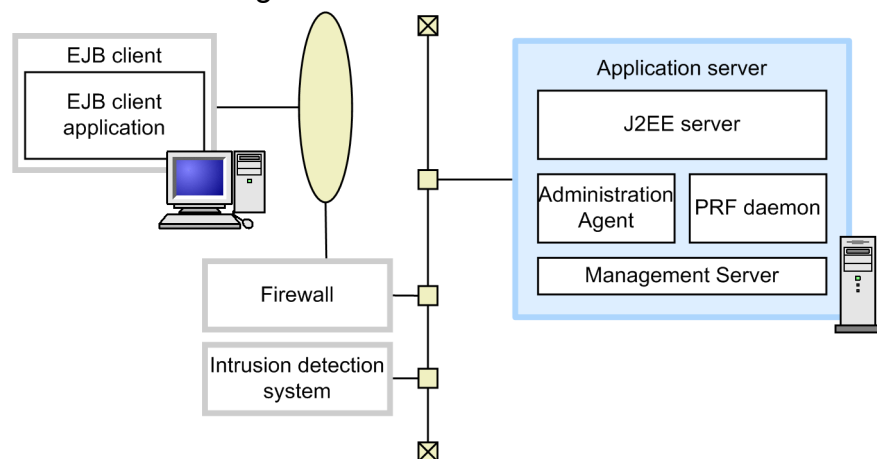 EJB client
EJB client
application
Application server
J2EE server
Administration
Agent
PRF daemon
Management Server
Firewall
Intrusion detection
system